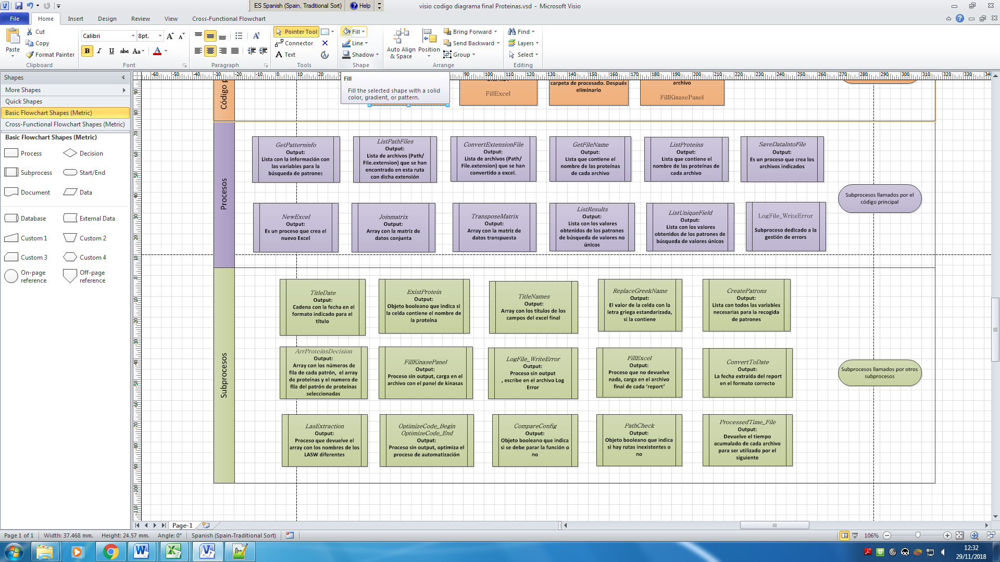 ES Spanish (Spain, Traditional Sort)
Help
visio codigo diagrama final Proteinas.vsd - Microsoft Visio
File
Home
Insert
Design
Review
View
Cross-Functional Flowchart
Paste
Cut
Copy
Format Painter
Clipboard
Calibri
8pt.
Font
Paragraph
Pointer Tool
Connector
Text
Tools
Fill
Line
Shadow
Shape
Auto Align
& Space
Position
Bring Forward
Send Backward
Group
Arrange
Find
Layers
Select
Editing
Fill
Fill the selected shape with a solid
color, gradient, or pattern.
Shapes
More Shapes
Quick Shapes
Basic Flowchart Shapes (Metric)
Cross-Functional Flowchart Shapes (Metric)
Basic Flowchart Shapes (Metric)
Process
Decision
Subprocess
Start/End
Document
Data
Database
External Data
Custom 1
Custom 2
Custom 3
Custom 4
On-page
reference
Off-page
reference
Código p
FillExcel
carpeta de procesado. Después
elíminarlo
archivo
FillKinasePanel
Procesos
GetPatterninfo
Output:
Lista con la información con
las variables para la
búsqueda de patrones
ListPathFiles
Output:
Lista de archivos (Path/
File.extension) que se han
encontrado en esta ruta
con dicha extensión
ConvertExtensionFile
Output:
Lista de archivos (Path/
File.extension) que se han
convertido a excel.
GetFileName
Output:
Lista que contiene el
nombre de las proteínas
de cada archivo
ListProteins
Output:
Lista que contiene el
nombre de las proteínas de
cada archivo
SaveDataIntoFile
Output:
Es un proceso que crea los
archivos indicados
Subprocesos llamados por el
código principal
NewExcel
Output:
Es un proceso que crea el
nuevo Excel
Joinmatrix
Output:
Array con la matriz de
datos conjunta
TransposeMatrix
Output:
Array con la matriz de
datos transpuesta
ListResults
Output:
Lista con los valores
obtenidos de los patrones
de búsqueda de valores no
únicos
ListUniqueField
Output:
Lista con los valores
obtenidos de los patrones de
búsqueda de valores únicos
LogFile_WriteError
Subproceso dedicado a la
gestión de errors
Subprocesos
TitleDate
Output:
Cadena con la fecha en el
formato indicado para el
título
ExistProtein
Output:
Objeto booleano que indica si
la celda contiene el nombre de
la proteína
TitleNames
Output:
Array con los títulos de los
campos del excel final
ReplaceGreekName
Output:
El valor de la celda con la
letra griega estandarizada,
si la contiene
CreatePatrons
Output:
Lista con todos las variables
necesarias para la recogida
de patrones
ArrProteinsDecision
Output:
Array con los números de
fila de cada patrón, el array
de proteínas y el numero de
fila del patrón de proteínas
seleccionadas
FillKinasePanel
Output:
Proceso sin output, carga en el
archivo con el panel de kinasas
LogFile_WriteError
Output:
Proceso sin output
, escribe en el archivo Log
Error
FillExcel
Output:
Proceso que no devuelve
nada, carga en el archivo
final de cada ‘report’
ConvertToDate
Output:
La fecha extraída del report
en el formato correcto
Subprocesos llamados por otros
subprocesos
LasExtraction
Output:
Proceso que devuelve el
array con los nombres de los
LASW diferentes
OptimizeCode_Begin
OptimizeCode_End
Output:
Proceso sin output, optimiza el
proceso de automatización
CompareConfig
Output:
Objeto booleano que indica
si se debe parar la función o
no
PathCheck
Output:
Objeto booleano que indica
si hay rutas inexistentes o
no
ProcessedTime_File
Output:
Devuelve el tiempo
acumulado de cada archivo
para ser utilizado por el
siguiente
Page-1
Page 1 of 1
Width: 37.468 mm.
Height: 24.57 mm.
Angle: 0°
Spanish (Spain-Traditional Sort)
106%
12:32
29/11/2018